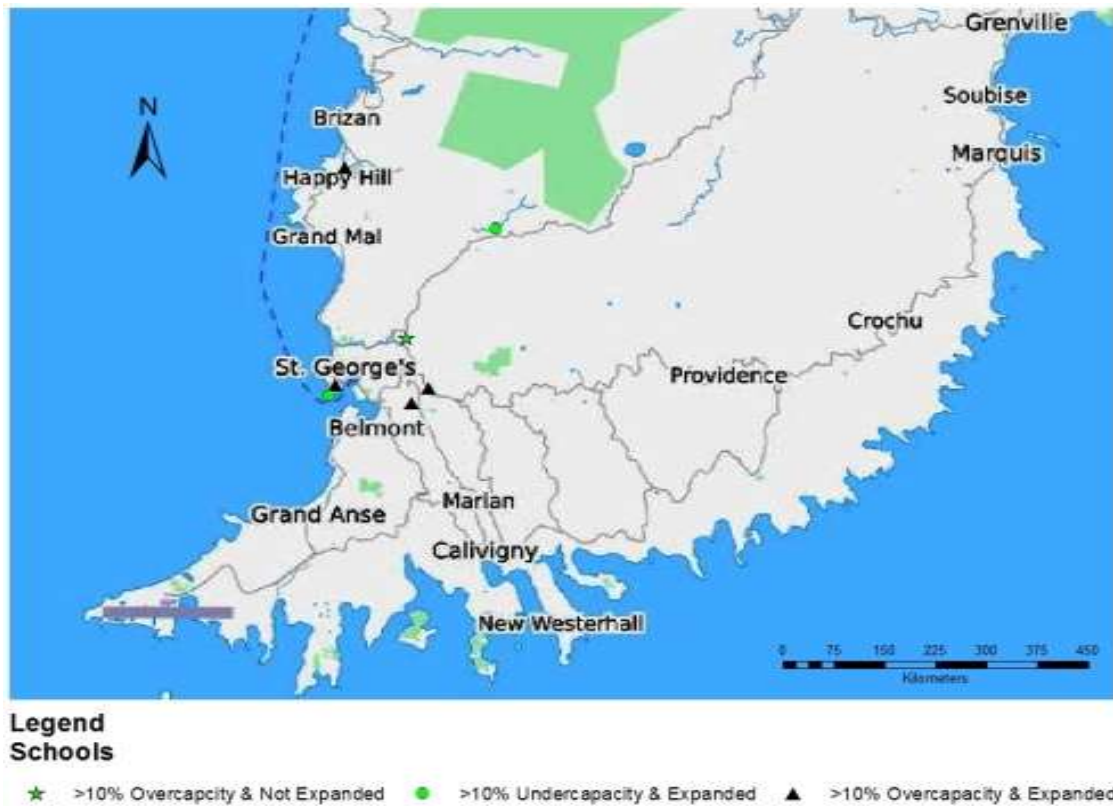 Grenville
Soubise
N
Brizan
Marquis
Happy Hill
Grand Mal
Crochu
St. George's
Providence
Belmont
Marian
Grand Anse
Calivigny
New Westerhall
0 75 150 225 300 375 450
Kilometers
Legend
Schools
>10% Overcapcity & Not Expanded >10% Undercapacity & Expanded >10% Overcapacity & Expanded